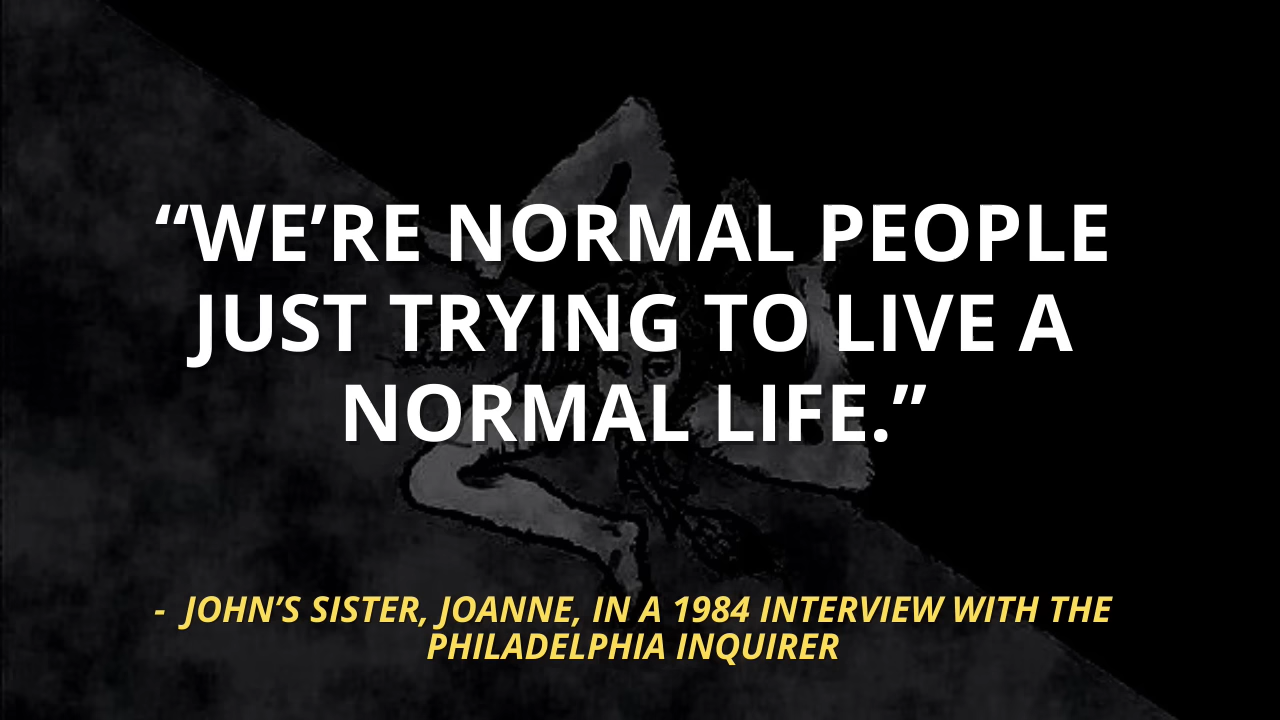 “WE’RE NORMAL PEOPLE
JUST TRYING TO LIVE A
NORMAL LIFE.”
- JOHN’S SISTER, JOANNE, IN A 1984 INTERVIEW WITH THE
PHILADELPHIA INQUIRER